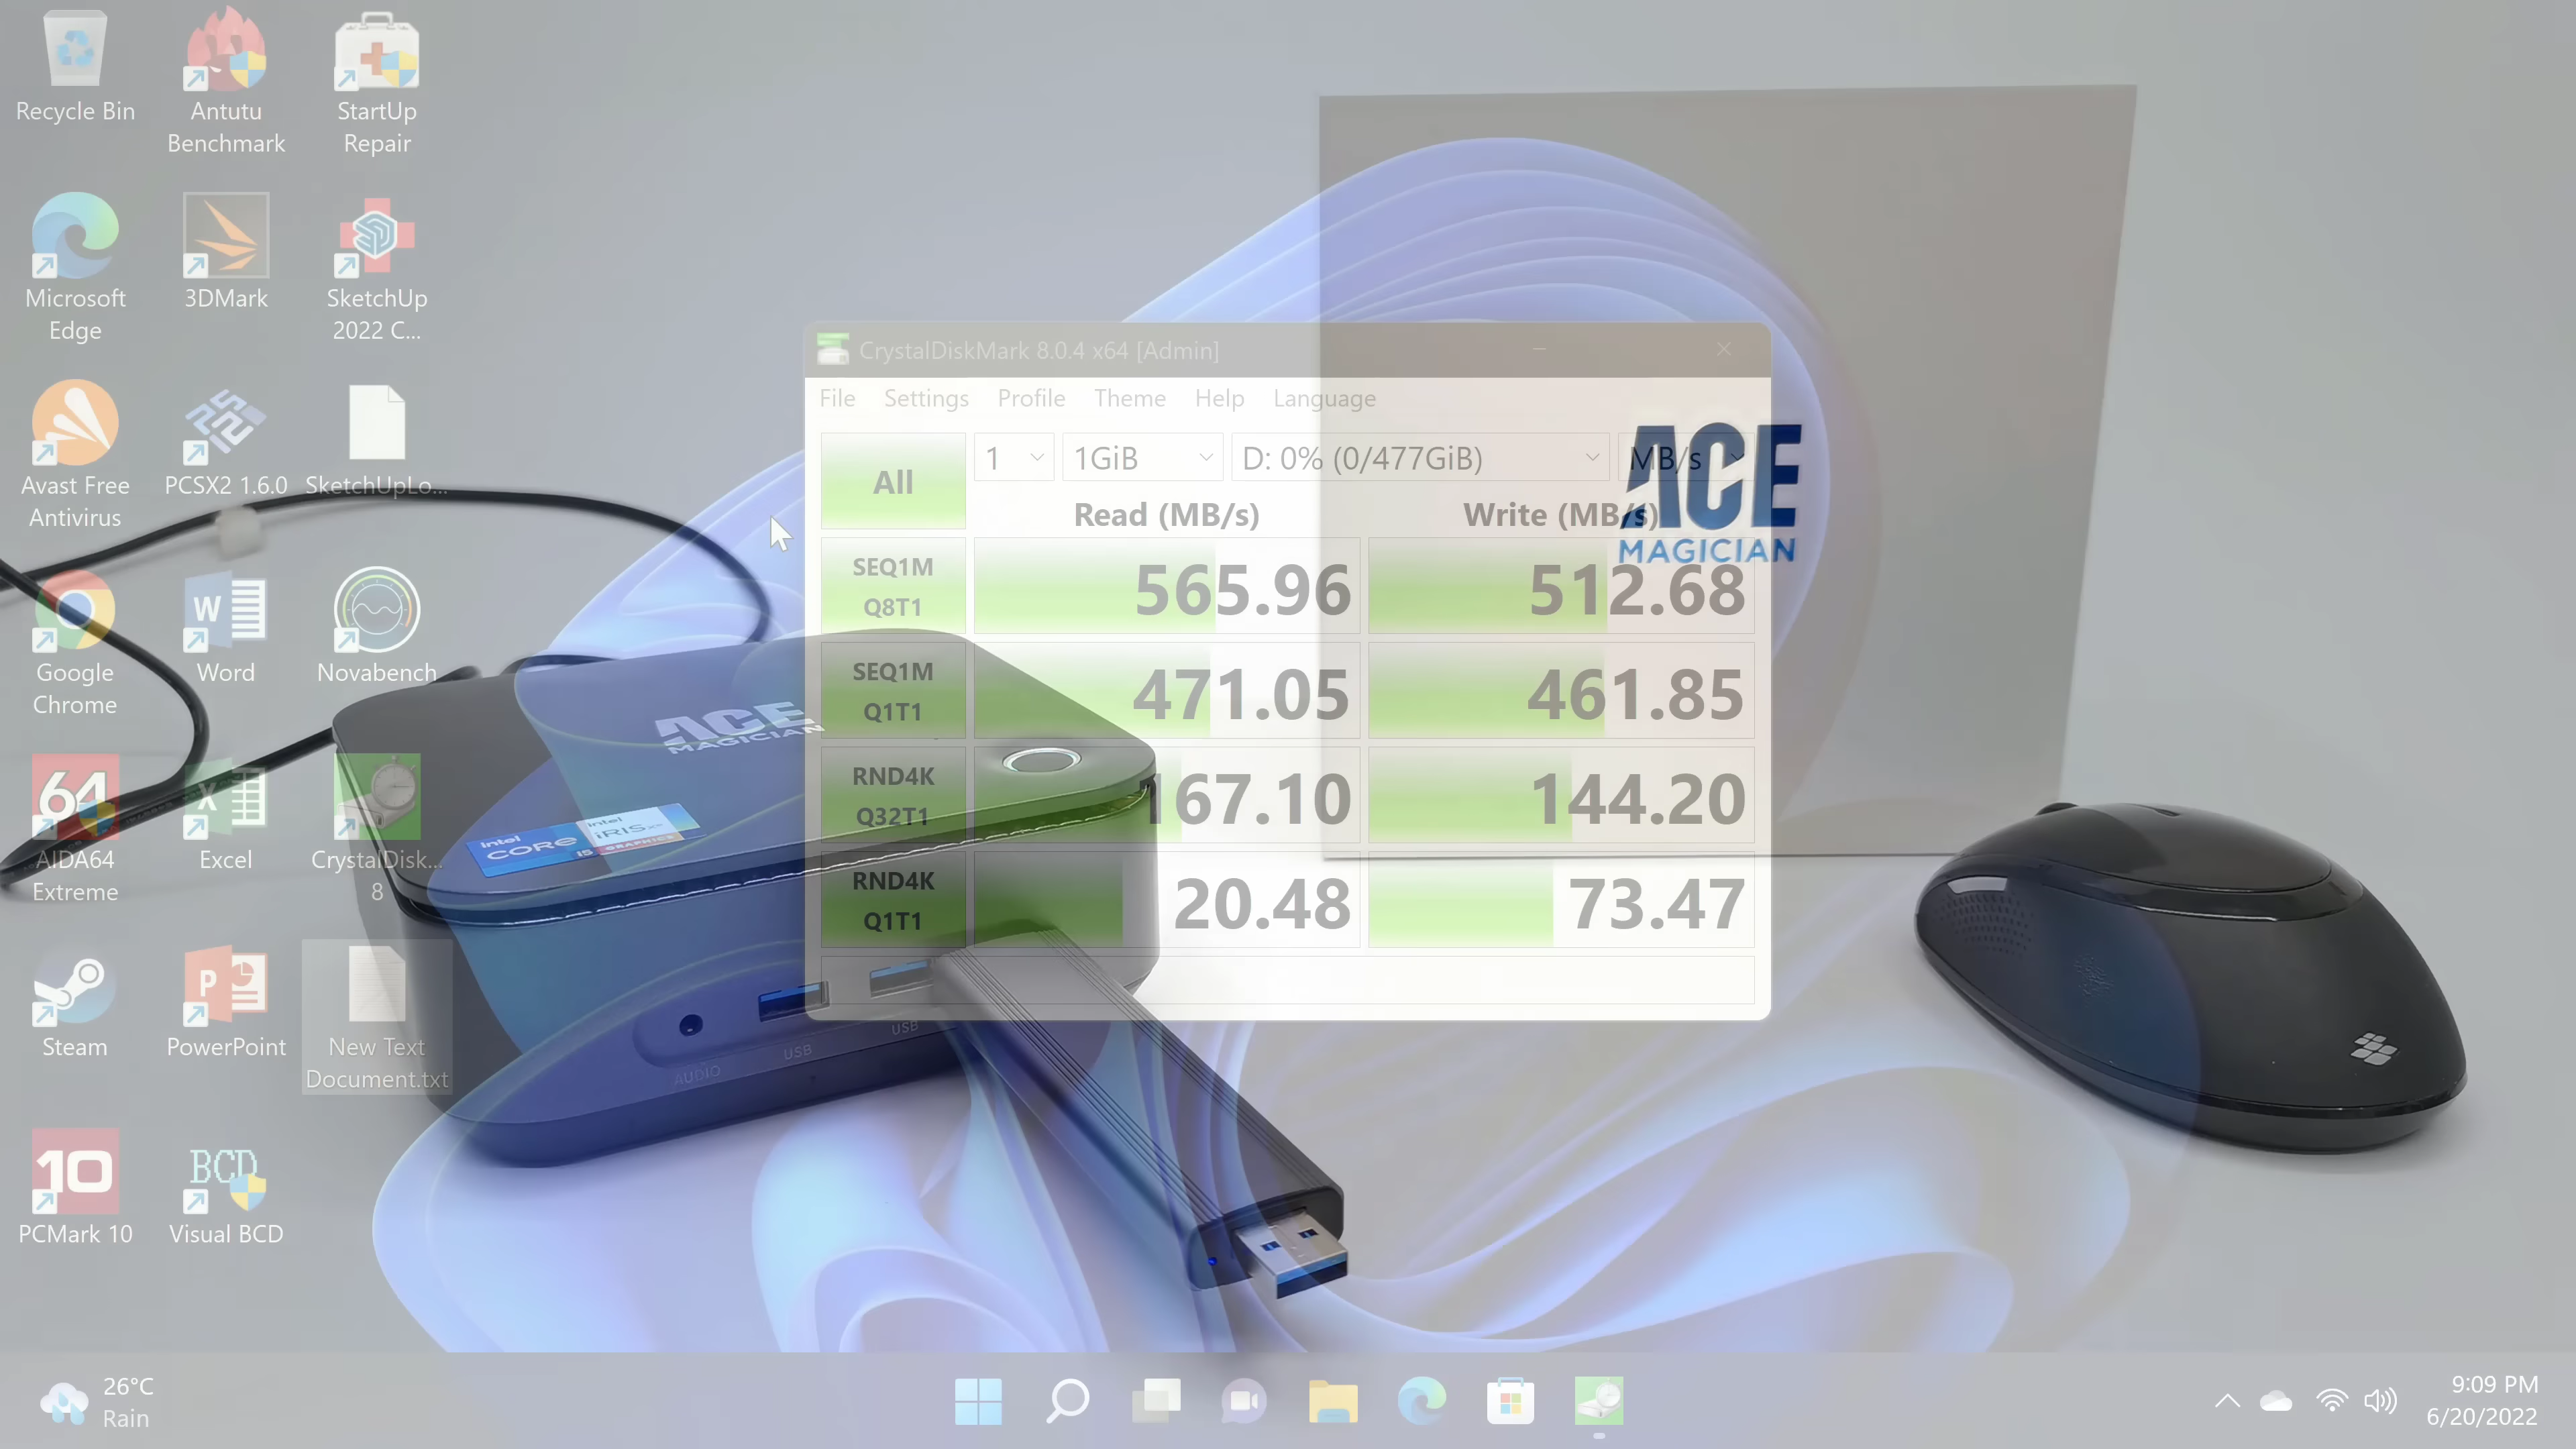 Recycle Bin
Antutu
Benchmark
StartUp
Repair
Microsoft
Edge
3DMark
SketchUp
2022 C...
Avast Free
Antivirus
PCSX2 1.6.0
SketchUpLo...
Google
Chrome
W
Word
Novabench
64
AIDA64
Extreme
X
Excel
CrystalDisk...
8
Steam
P
PowerPoint
New Text
Document.txt
10
PCMark 10
BCD
Visual BCD
CrystalDiskMark 8.0.4 x64 [Admin]
File Settings Profile Theme Help Language
All
1 1GiB D: 0% (0/477GiB) MB/s
Read (MB/s) Write (MB/s)
SEQ1M
Q8T1
565.96 512.68
SEQ1M
Q1T1
471.05 461.85
RND4K
Q32T1
167.10 144.20
RND4K
Q1T1
20.48 73.47
ACE
MAGICIAN
ACE
MAGICIAN
intel
CORE
i5
intel
iRIS xe
GRAPHICS
AUDIO
USB
USB
26°C
Rain
9:09 PM
6/20/2022